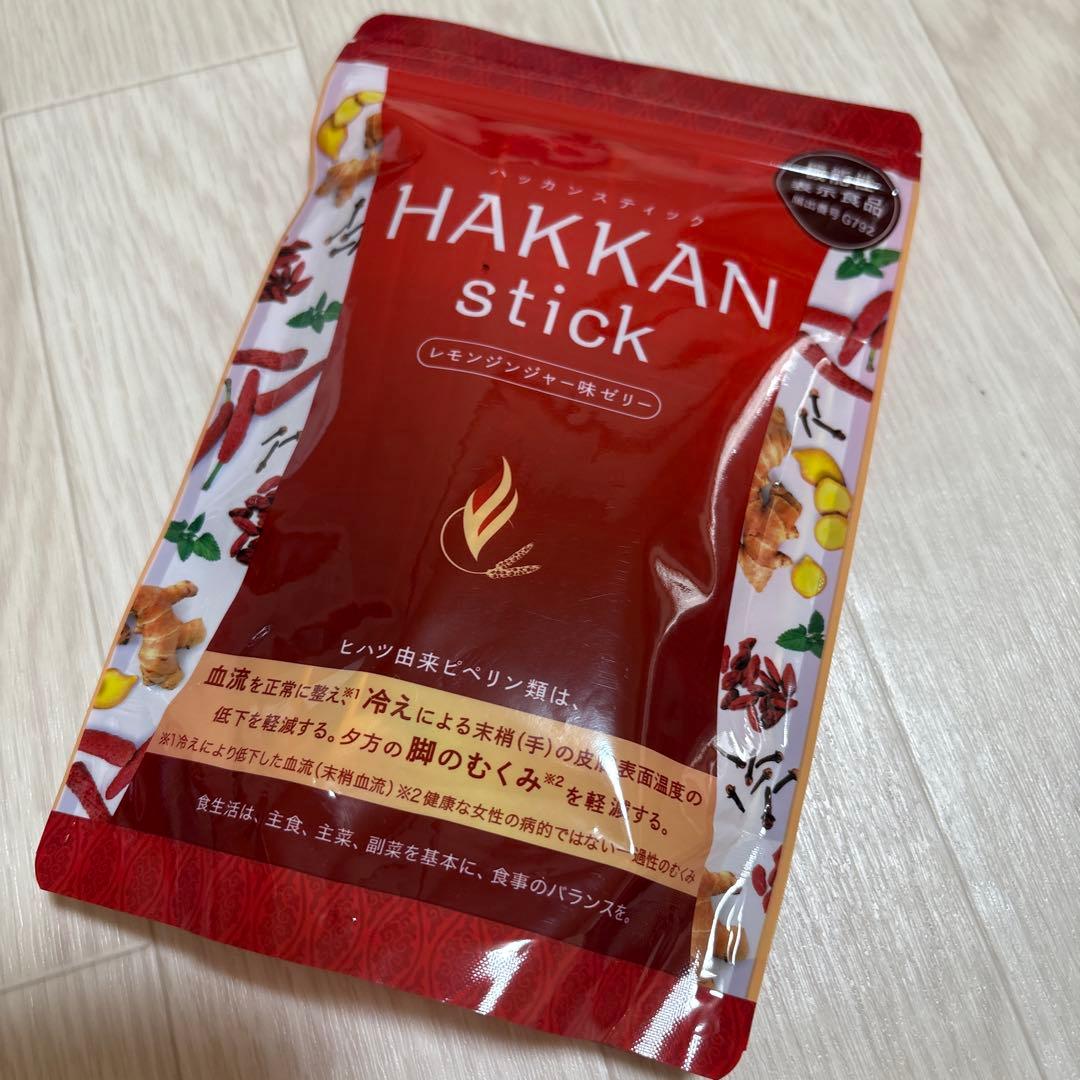 機能性
表示食品
届出番号 G792
ハッカンスティック
HAKKAN
stick
レモンジンジャー味ゼリー
ヒハツ由来ピペリン類は、
血流を正常に整え、※1 冷えによる末梢(手)の皮膚表面温度の
低下を軽減する。夕方の脚のむくみ※2を軽減する。
※1冷えにより低下した血流(末梢血流) ※2健康な女性の病的ではない一過性のむくみ
食生活は、主食、主菜、副菜を基本に、食事のバランスを。